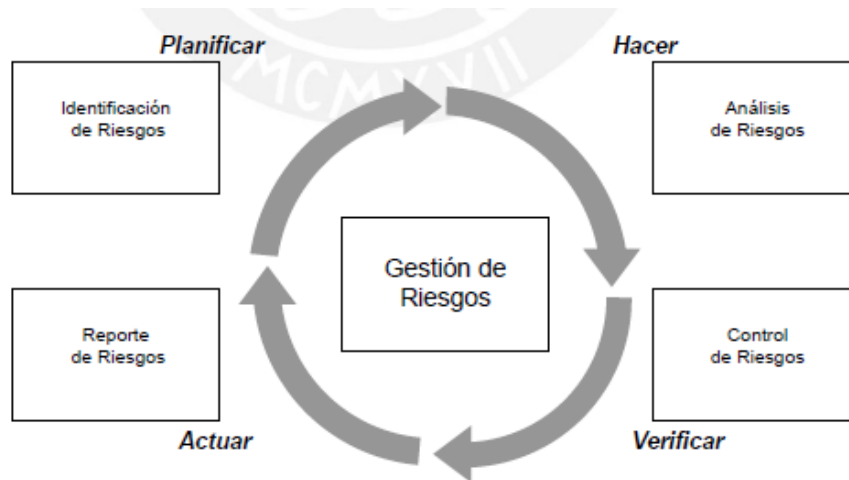 Planificar
Hacer
MCMXVII
Identificación
de Riesgos
Análisis
de Riesgos
Gestión de
Riesgos
Reporte
de Riesgos
Control
de Riesgos
Actuar
Verificar